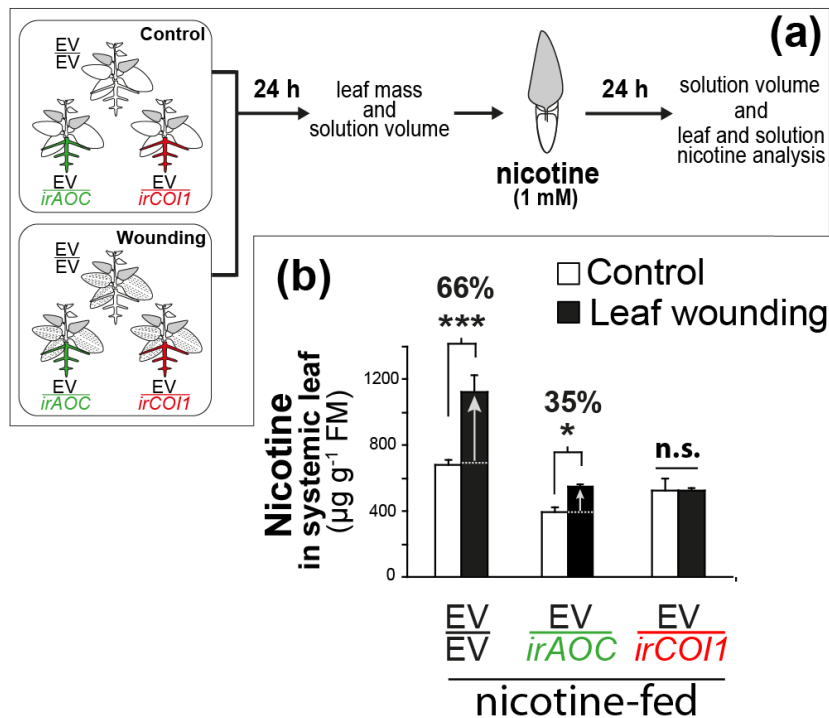 (a)
Control
EV
EV
EV
irAOC
EV
irCOI1
Wounding
EV
EV
EV
irAOC
EV
irCOI1
24 h
leaf mass
and
solution volume
nicotine
(1 mM)
24 h
solution volume
and
leaf and solution
nicotine analysis
(b)
Control
Leaf wounding
Nicotine
in systemic leaf
(µg g⁻¹ FM)
1200
800
400
0
66%
***
35%
*
n.s.
EV
EV
EV
irAOC
EV
irCOI1
nicotine-fed